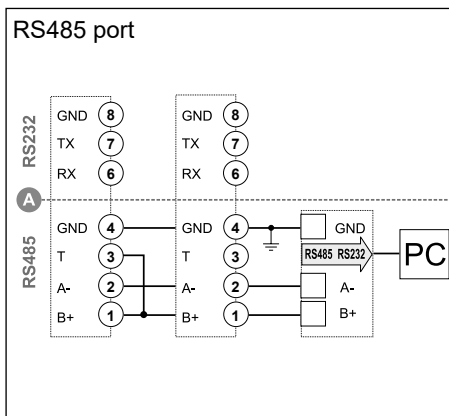 RS485 port
RS232
GND 8 GND 8
TX 7 TX 7
RX 6 RX 6
A
RS485
GND 4 GND 4 GND
T 3 T 3 RS485 RS232 PC
A- 2 A- 2 A-
B+ 1 B+ 1 B+